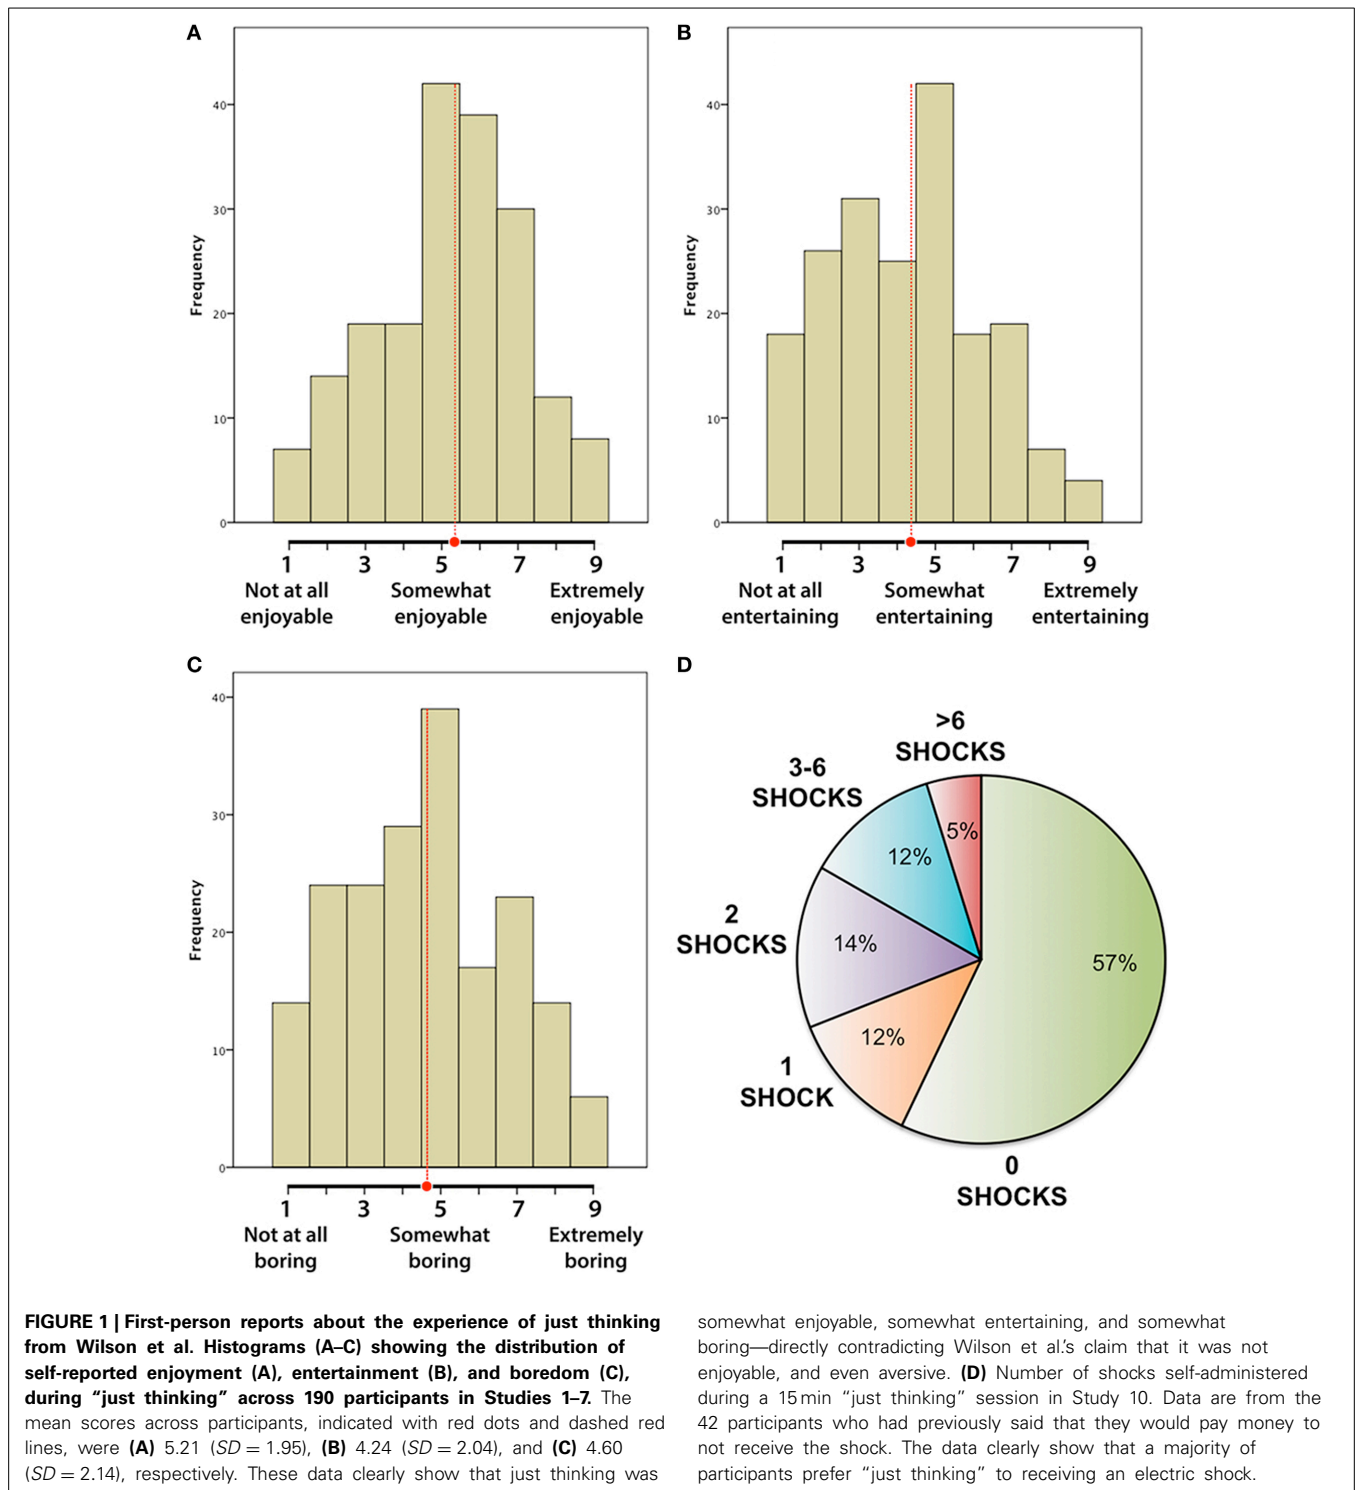 A
Frequency
40
30
20
10
0
1 3 5 7 9
Not at all Somewhat Extremely
enjoyable enjoyable enjoyable
B
Frequency
40
30
20
10
0
1 3 5 7 9
Not at all Somewhat Extremely
entertaining entertaining entertaining
C
Frequency
40
30
20
10
0
1 3 5 7 9
Not at all Somewhat Extremely
boring boring boring
D
>6
SHOCKS
3-6
SHOCKS
5%
12%
2
SHOCKS
14%
57%
12%
1
SHOCK
0
SHOCKS
FIGURE 1 | First-person reports about the experience of just thinking
from Wilson et al. Histograms (A–C) showing the distribution of
self-reported enjoyment (A), entertainment (B), and boredom (C),
during “just thinking” across 190 participants in Studies 1–7. The
mean scores across participants, indicated with red dots and dashed red
lines, were (A) 5.21 (SD = 1.95), (B) 4.24 (SD = 2.04), and (C) 4.60
(SD = 2.14), respectively. These data clearly show that just thinking was
somewhat enjoyable, somewhat entertaining, and somewhat
boring—directly contradicting Wilson et al.’s claim that it was not
enjoyable, and even aversive. (D) Number of shocks self-administered
during a 15 min “just thinking” session in Study 10. Data are from the
42 participants who had previously said that they would pay money to
not receive the shock. The data clearly show that a majority of
participants prefer “just thinking” to receiving an electric shock.